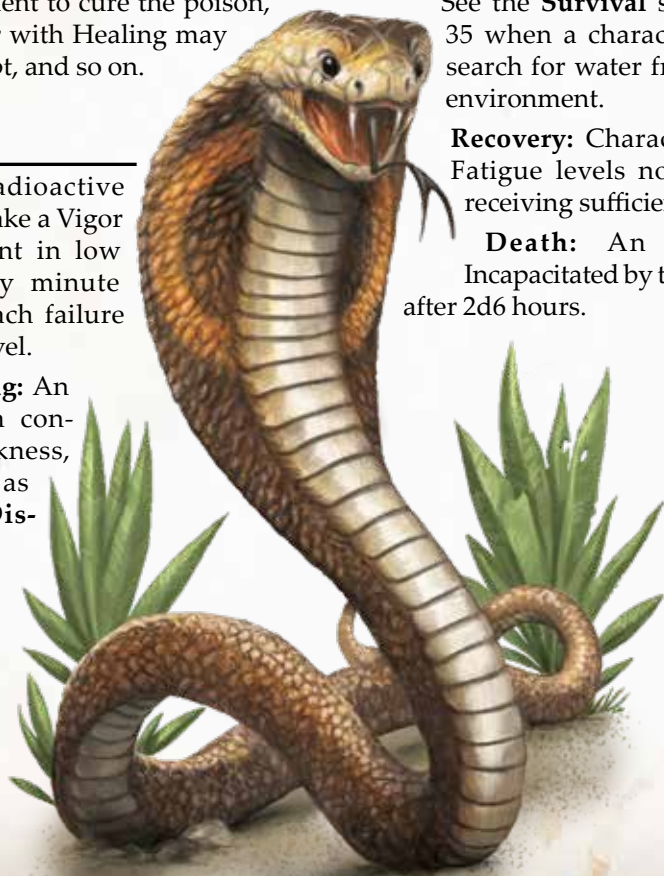 ent to cure the poison,
with Healing may
ot, and so on.
adioactive
ake a Vigor
nt in low
y minute
ach failure
vel.
g: An
con-
kness,
as
Dis-
See the Survival s
35 when a charac
search for water fr
environment.
Recovery: Charac
Fatigue levels no
receiving sufficie
Death: An
Incapacitated by t
after 2d6 hours.